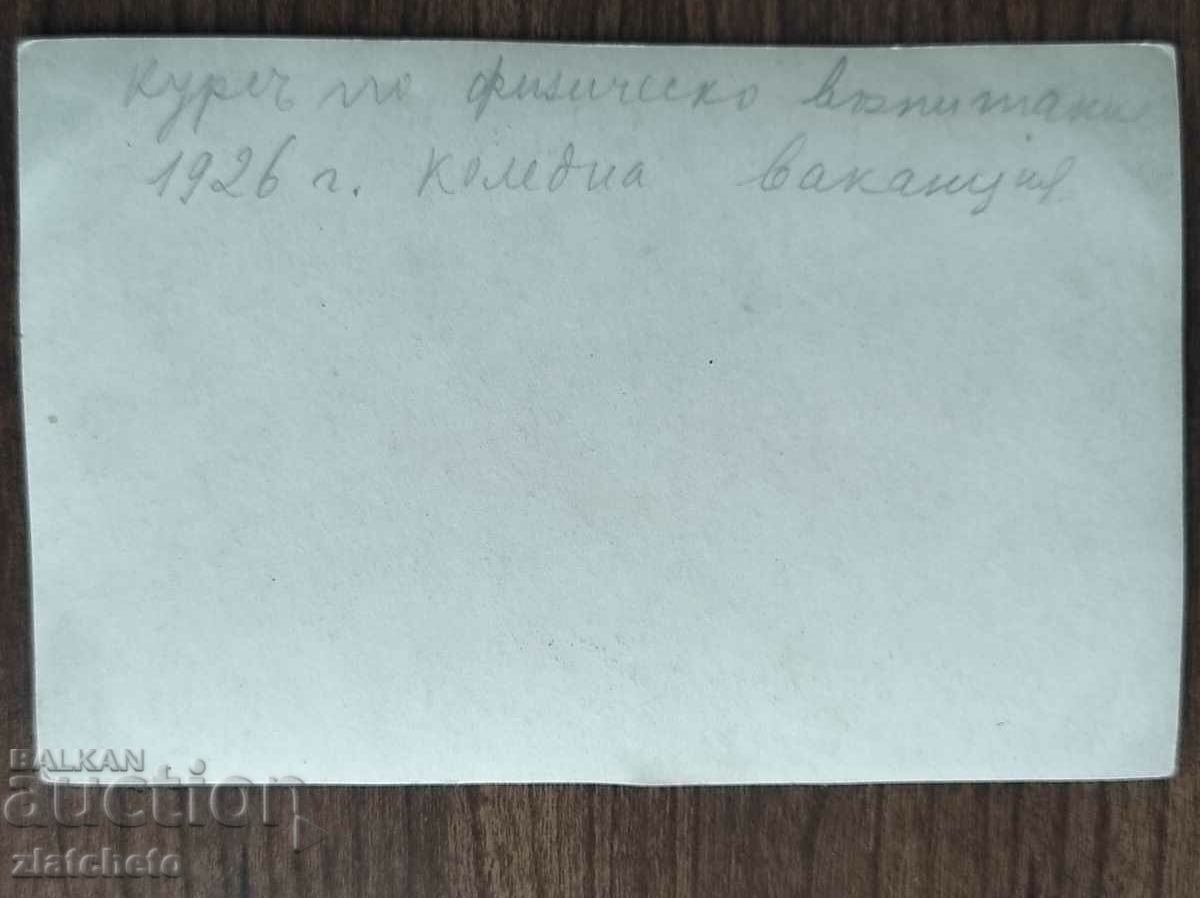 Курсъ по физическо възпитание
1926 г. Коледна ваканция
BALKAN
auction
zlatcheto